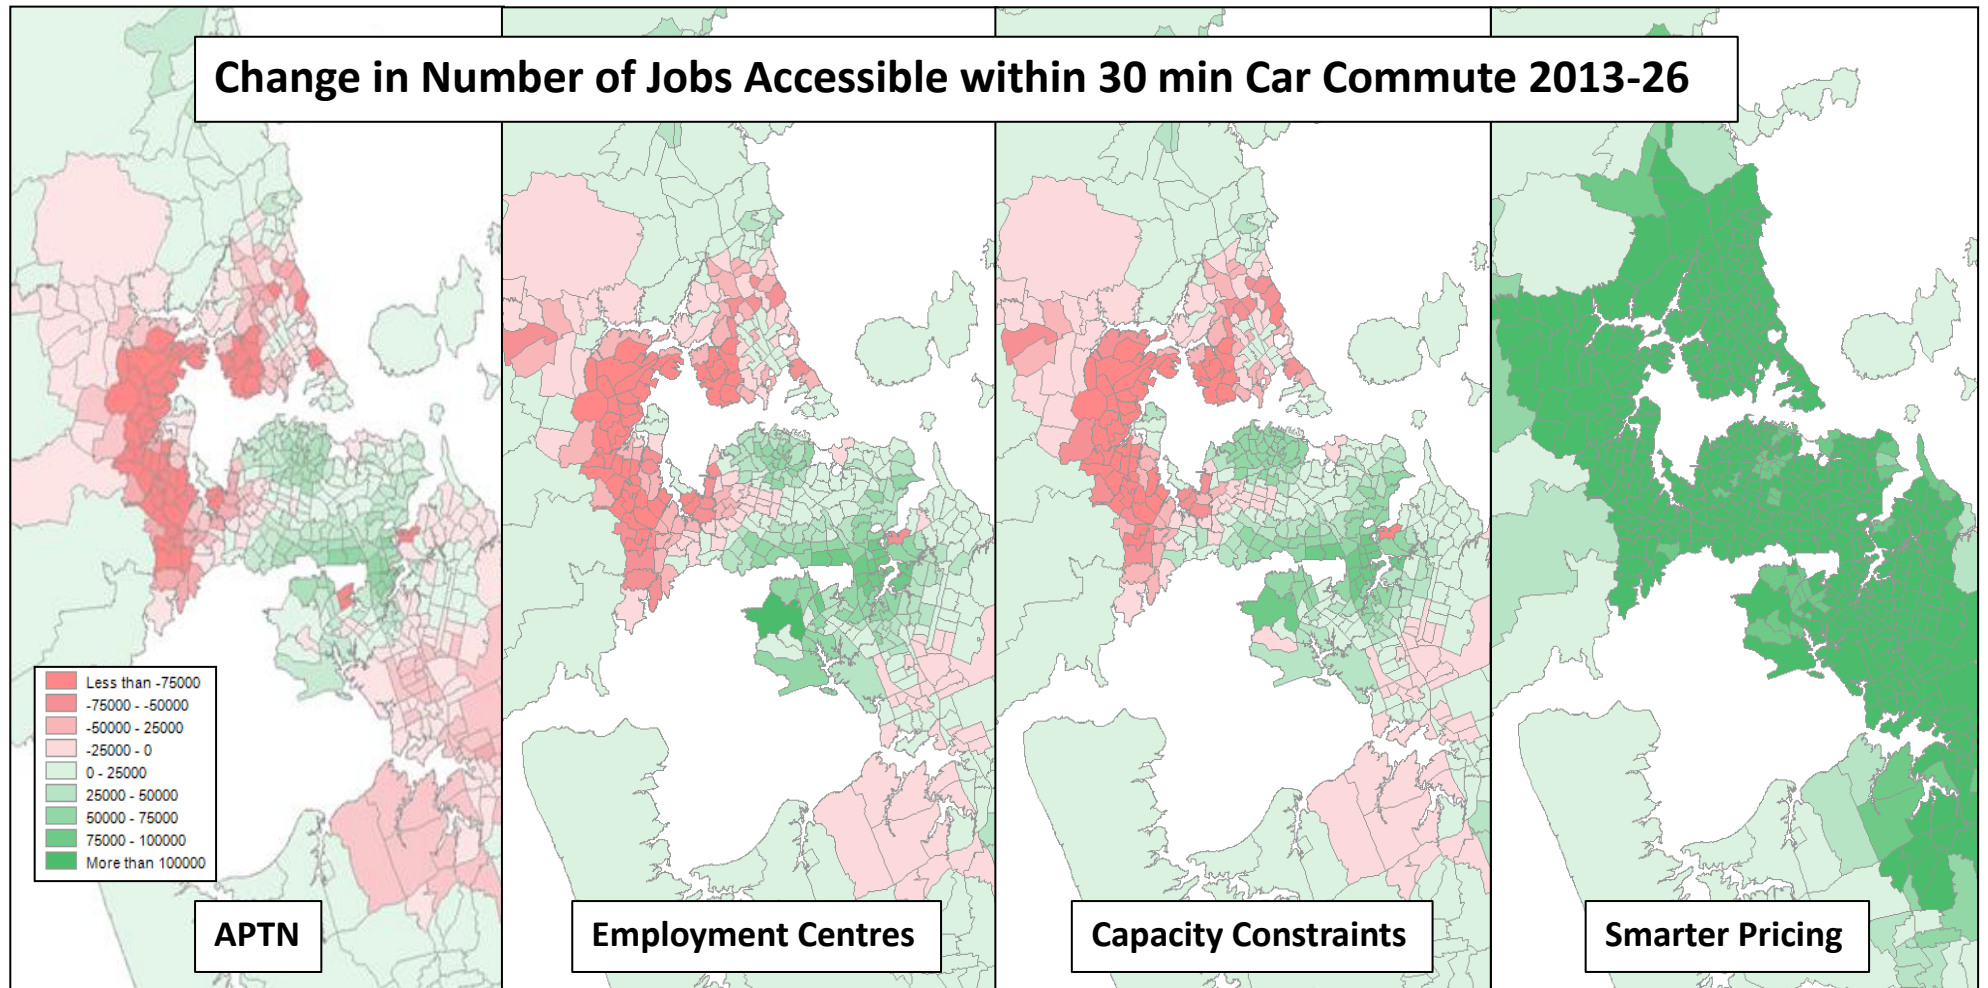 Change in Number of Jobs Accessible within 30 min Car Commute 2013-26
Less than -75000
-75000 - -50000
-50000 - 25000
-25000 - 0
0 - 25000
25000 - 50000
50000 - 75000
75000 - 100000
More than 100000
APTN
Employment Centres
Capacity Constraints
Smarter Pricing